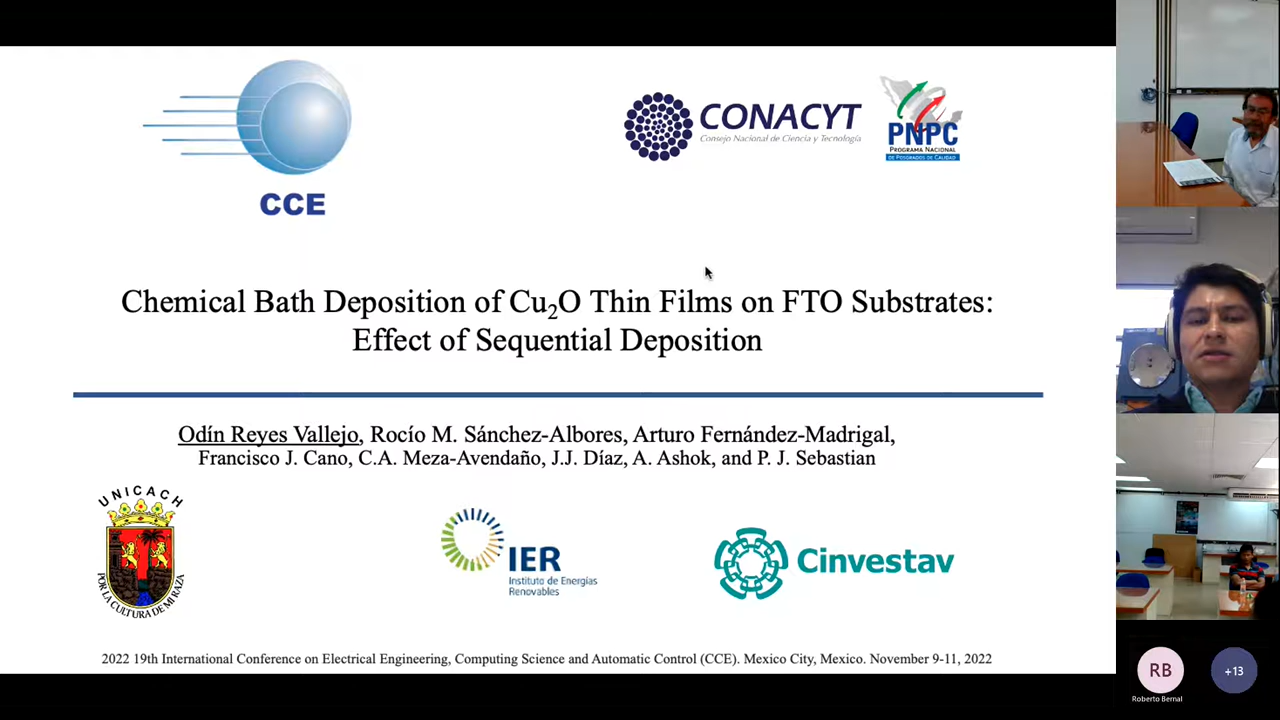 CCE
CONACYT
Consejo Nacional de Ciencia y Tecnología
PNPC
PROGRAMA NACIONAL
DE POSGRADOS DE CALIDAD
Chemical Bath Deposition of Cu₂O Thin Films on FTO Substrates:
Effect of Sequential Deposition
Odín Reyes Vallejo, Rocío M. Sánchez-Albores, Arturo Fernández-Madrigal,
Francisco J. Cano, C.A. Meza-Avendaño, J.J. Díaz, A. Ashok, and P. J. Sebastian
UNICACH
POR LA CULTURA DE MI RAZA
IER
Instituto de Energías
Renovables
Cinvestav
2022 19th International Conference on Electrical Engineering, Computing Science and Automatic Control (CCE). Mexico City, Mexico. November 9-11, 2022
RB
Roberto Bernal
+13